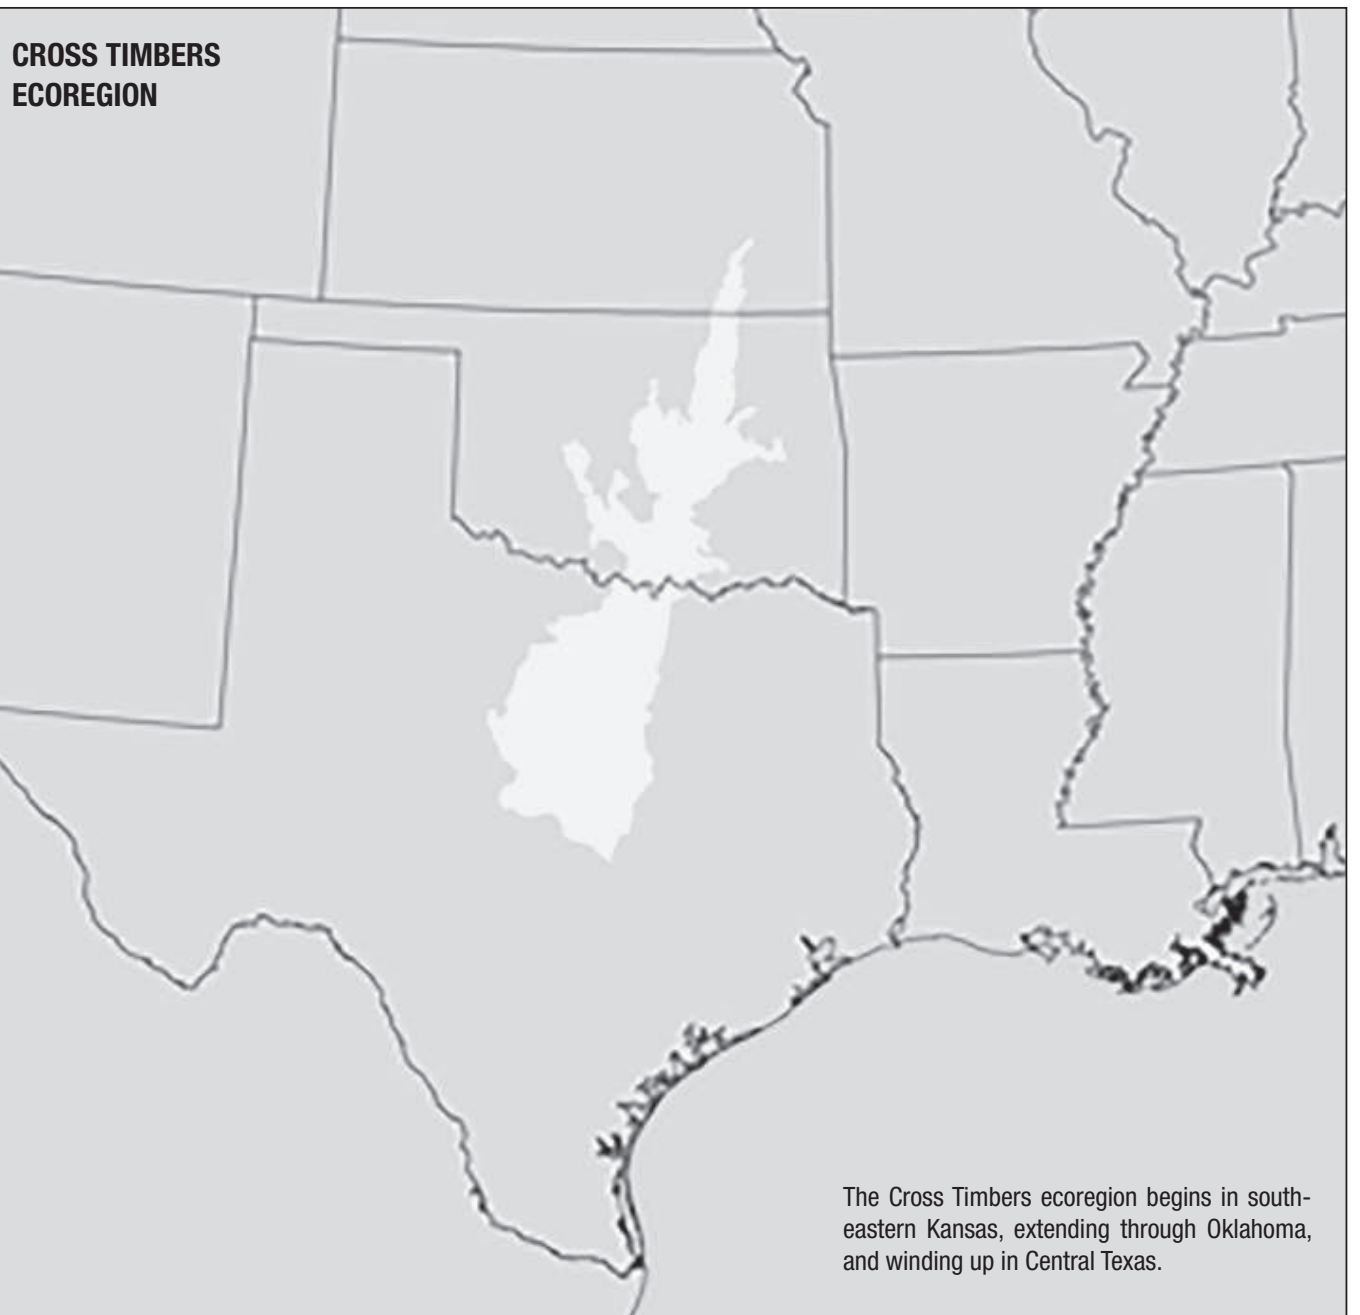 CROSS TIMBERS
ECOREGION
The Cross Timbers ecoregion begins in south-
eastern Kansas, extending through Oklahoma,
and winding up in Central Texas.